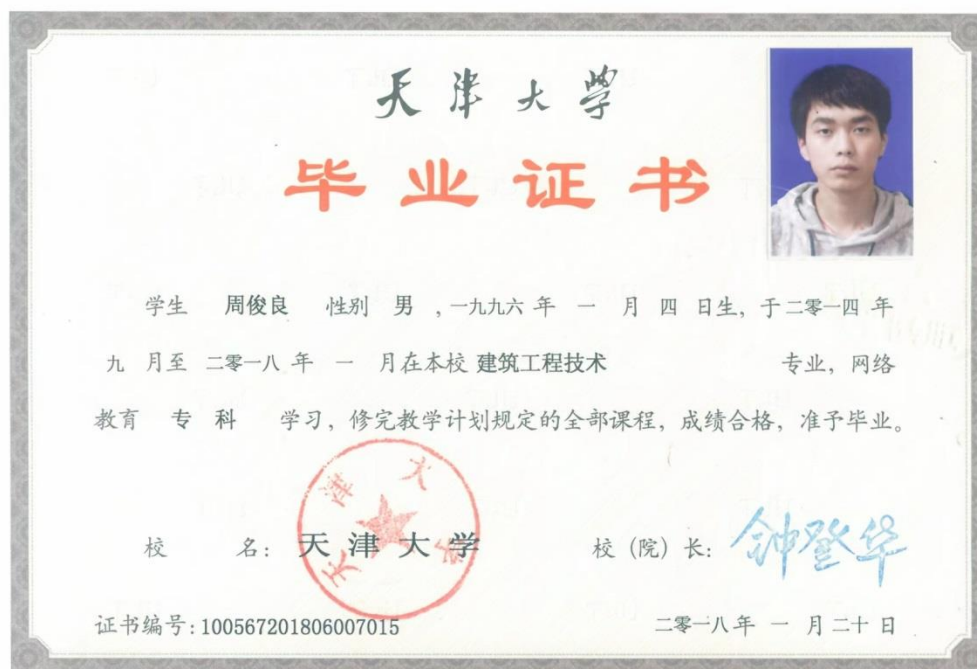 天津大学
毕业证书
学生 周俊良 性别 男 ,一九九六 年 一 月 四 日生, 于二零一四 年
九 月至 二零一八 年 一 月在本校 建筑工程技术 专业, 网络
教育 专 科 学习, 修完教学计划规定的全部课程, 成绩合格, 准予毕业。
天津大学
校 名: 天津大学 校 (院) 长: 钟登华
证书编号: 100567201806007015 二零一八 年 一 月 二十 日